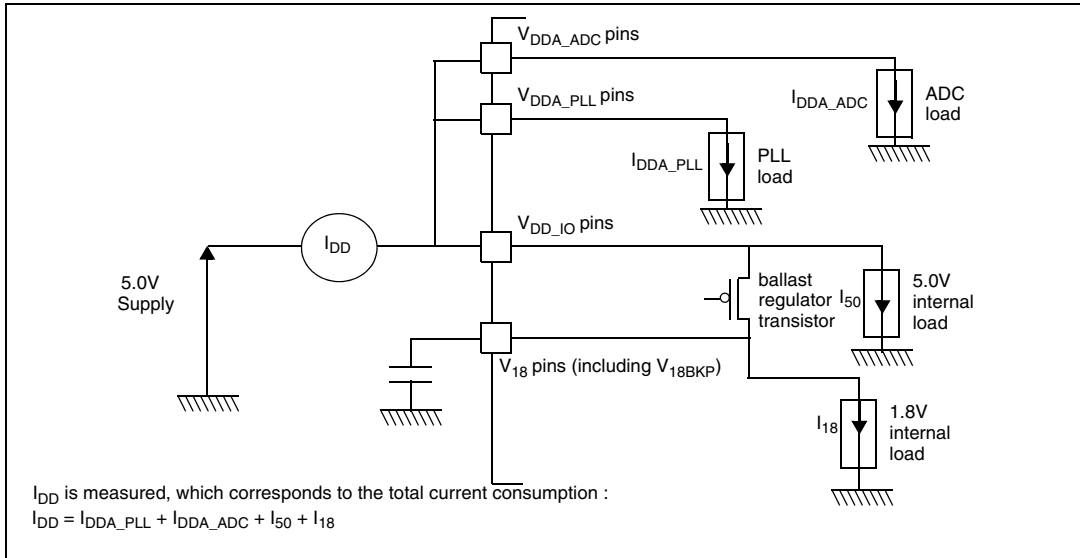 V_DDA_ADC pins
I_DDA_ADC
ADC
load
V_DDA_PLL pins
I_DDA_PLL
PLL
load
V_DD_IO pins
I_DD
5.0V
Supply
ballast
regulator
transistor
I_50
5.0V
internal
load
V_18 pins (including V_18BKP)
I_18
1.8V
internal
load
I_DD is measured, which corresponds to the total current consumption :
I_DD = I_DDA_PLL + I_DDA_ADC + I_50 + I_18